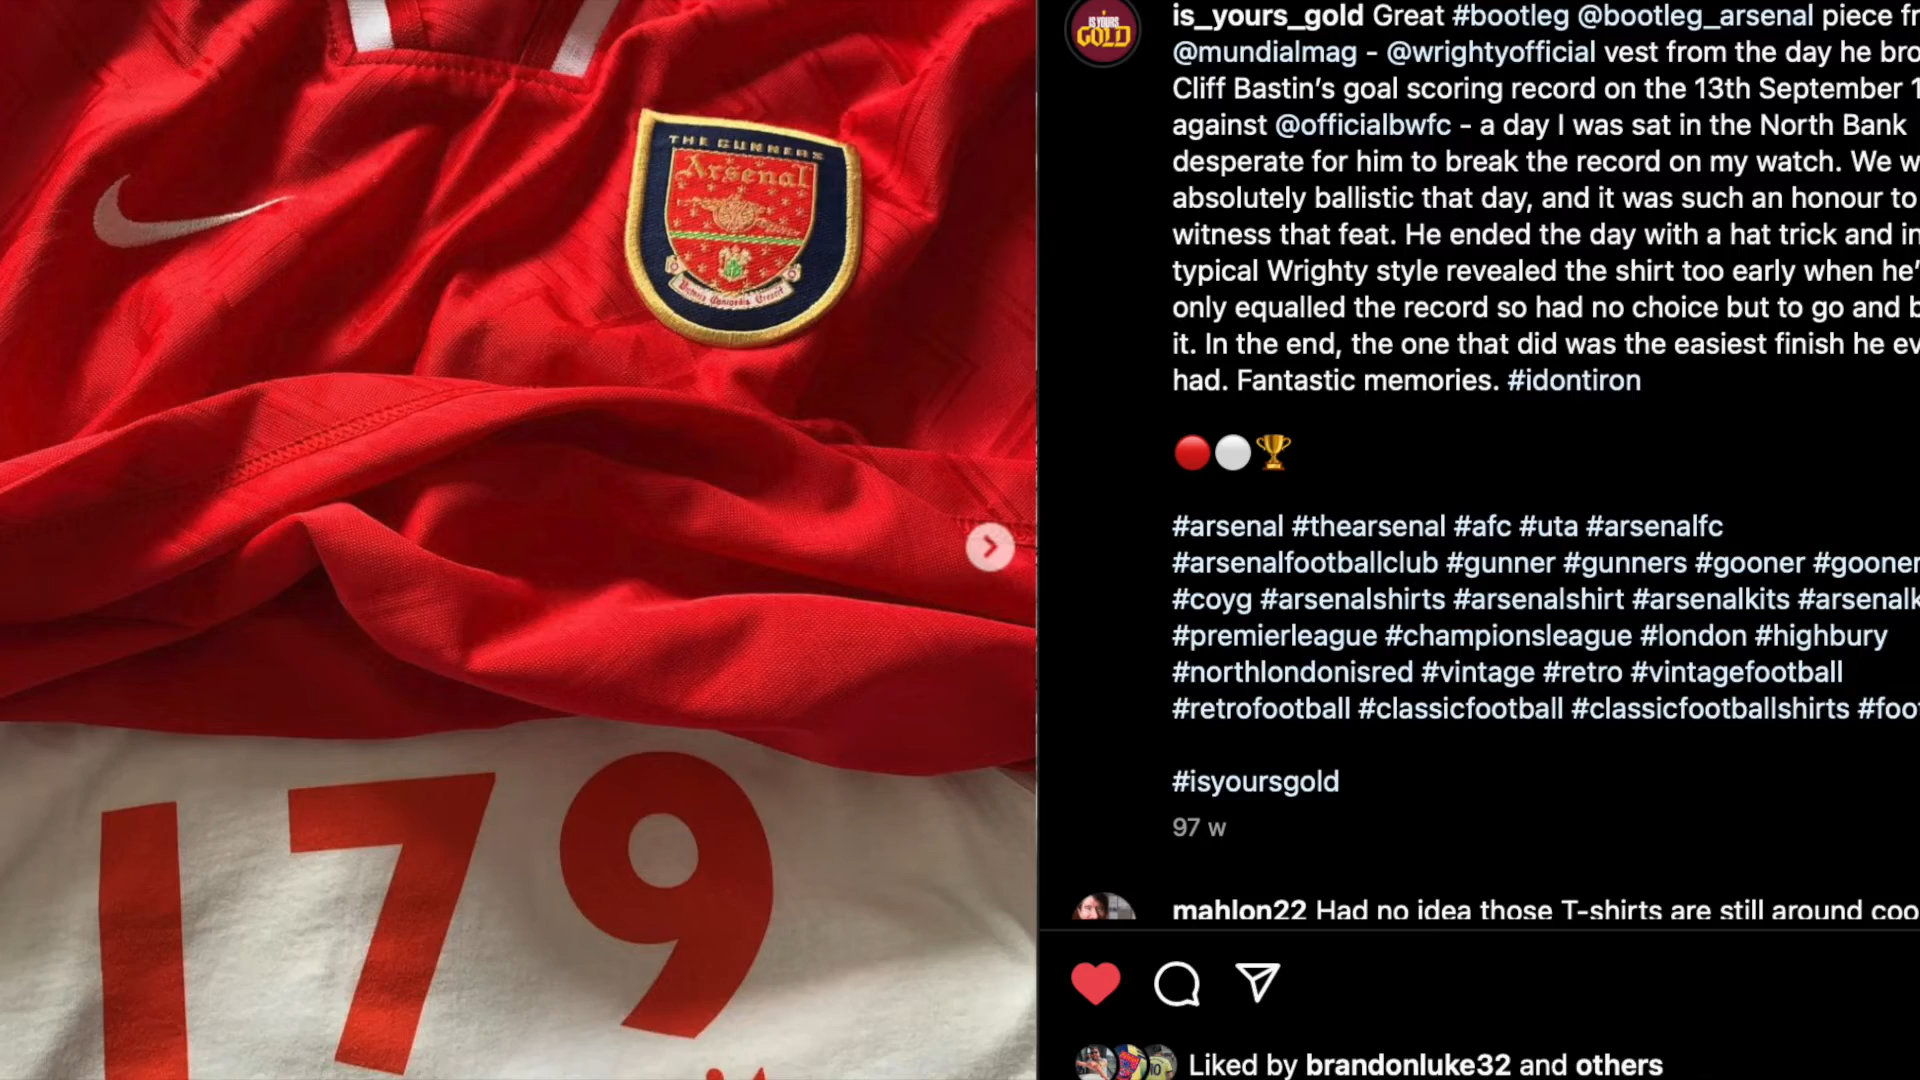 THE GUNNERS
Arsenal
Victoria Concordia Crescit
179
IS YOURS
GOLD
is_yours_gold Great #bootleg @bootleg_arsenal piece fr
@mundialmag - @wrightyofficial vest from the day he bro
Cliff Bastin’s goal scoring record on the 13th September 1
against @officialbwfc - a day I was sat in the North Bank
desperate for him to break the record on my watch. We w
absolutely ballistic that day, and it was such an honour to
witness that feat. He ended the day with a hat trick and in
typical Wrighty style revealed the shirt too early when he’
only equalled the record so had no choice but to go and b
it. In the end, the one that did was the easiest finish he ev
had. Fantastic memories. #idontiron
#arsenal #thearsenal #afc #uta #arsenalfc
#arsenalfootballclub #gunner #gunners #gooner #gooner
#coyg #arsenalshirts #arsenalshirt #arsenalkits #arsenalk
#premierleague #championsleague #london #highbury
#northlondonisred #vintage #retro #vintagefootball
#retrofootball #classicfootball #classicfootballshirts #foot
#isyoursgold
97 w
mahlon22 Had no idea those T-shirts are still around coo
Liked by brandonluke32 and others